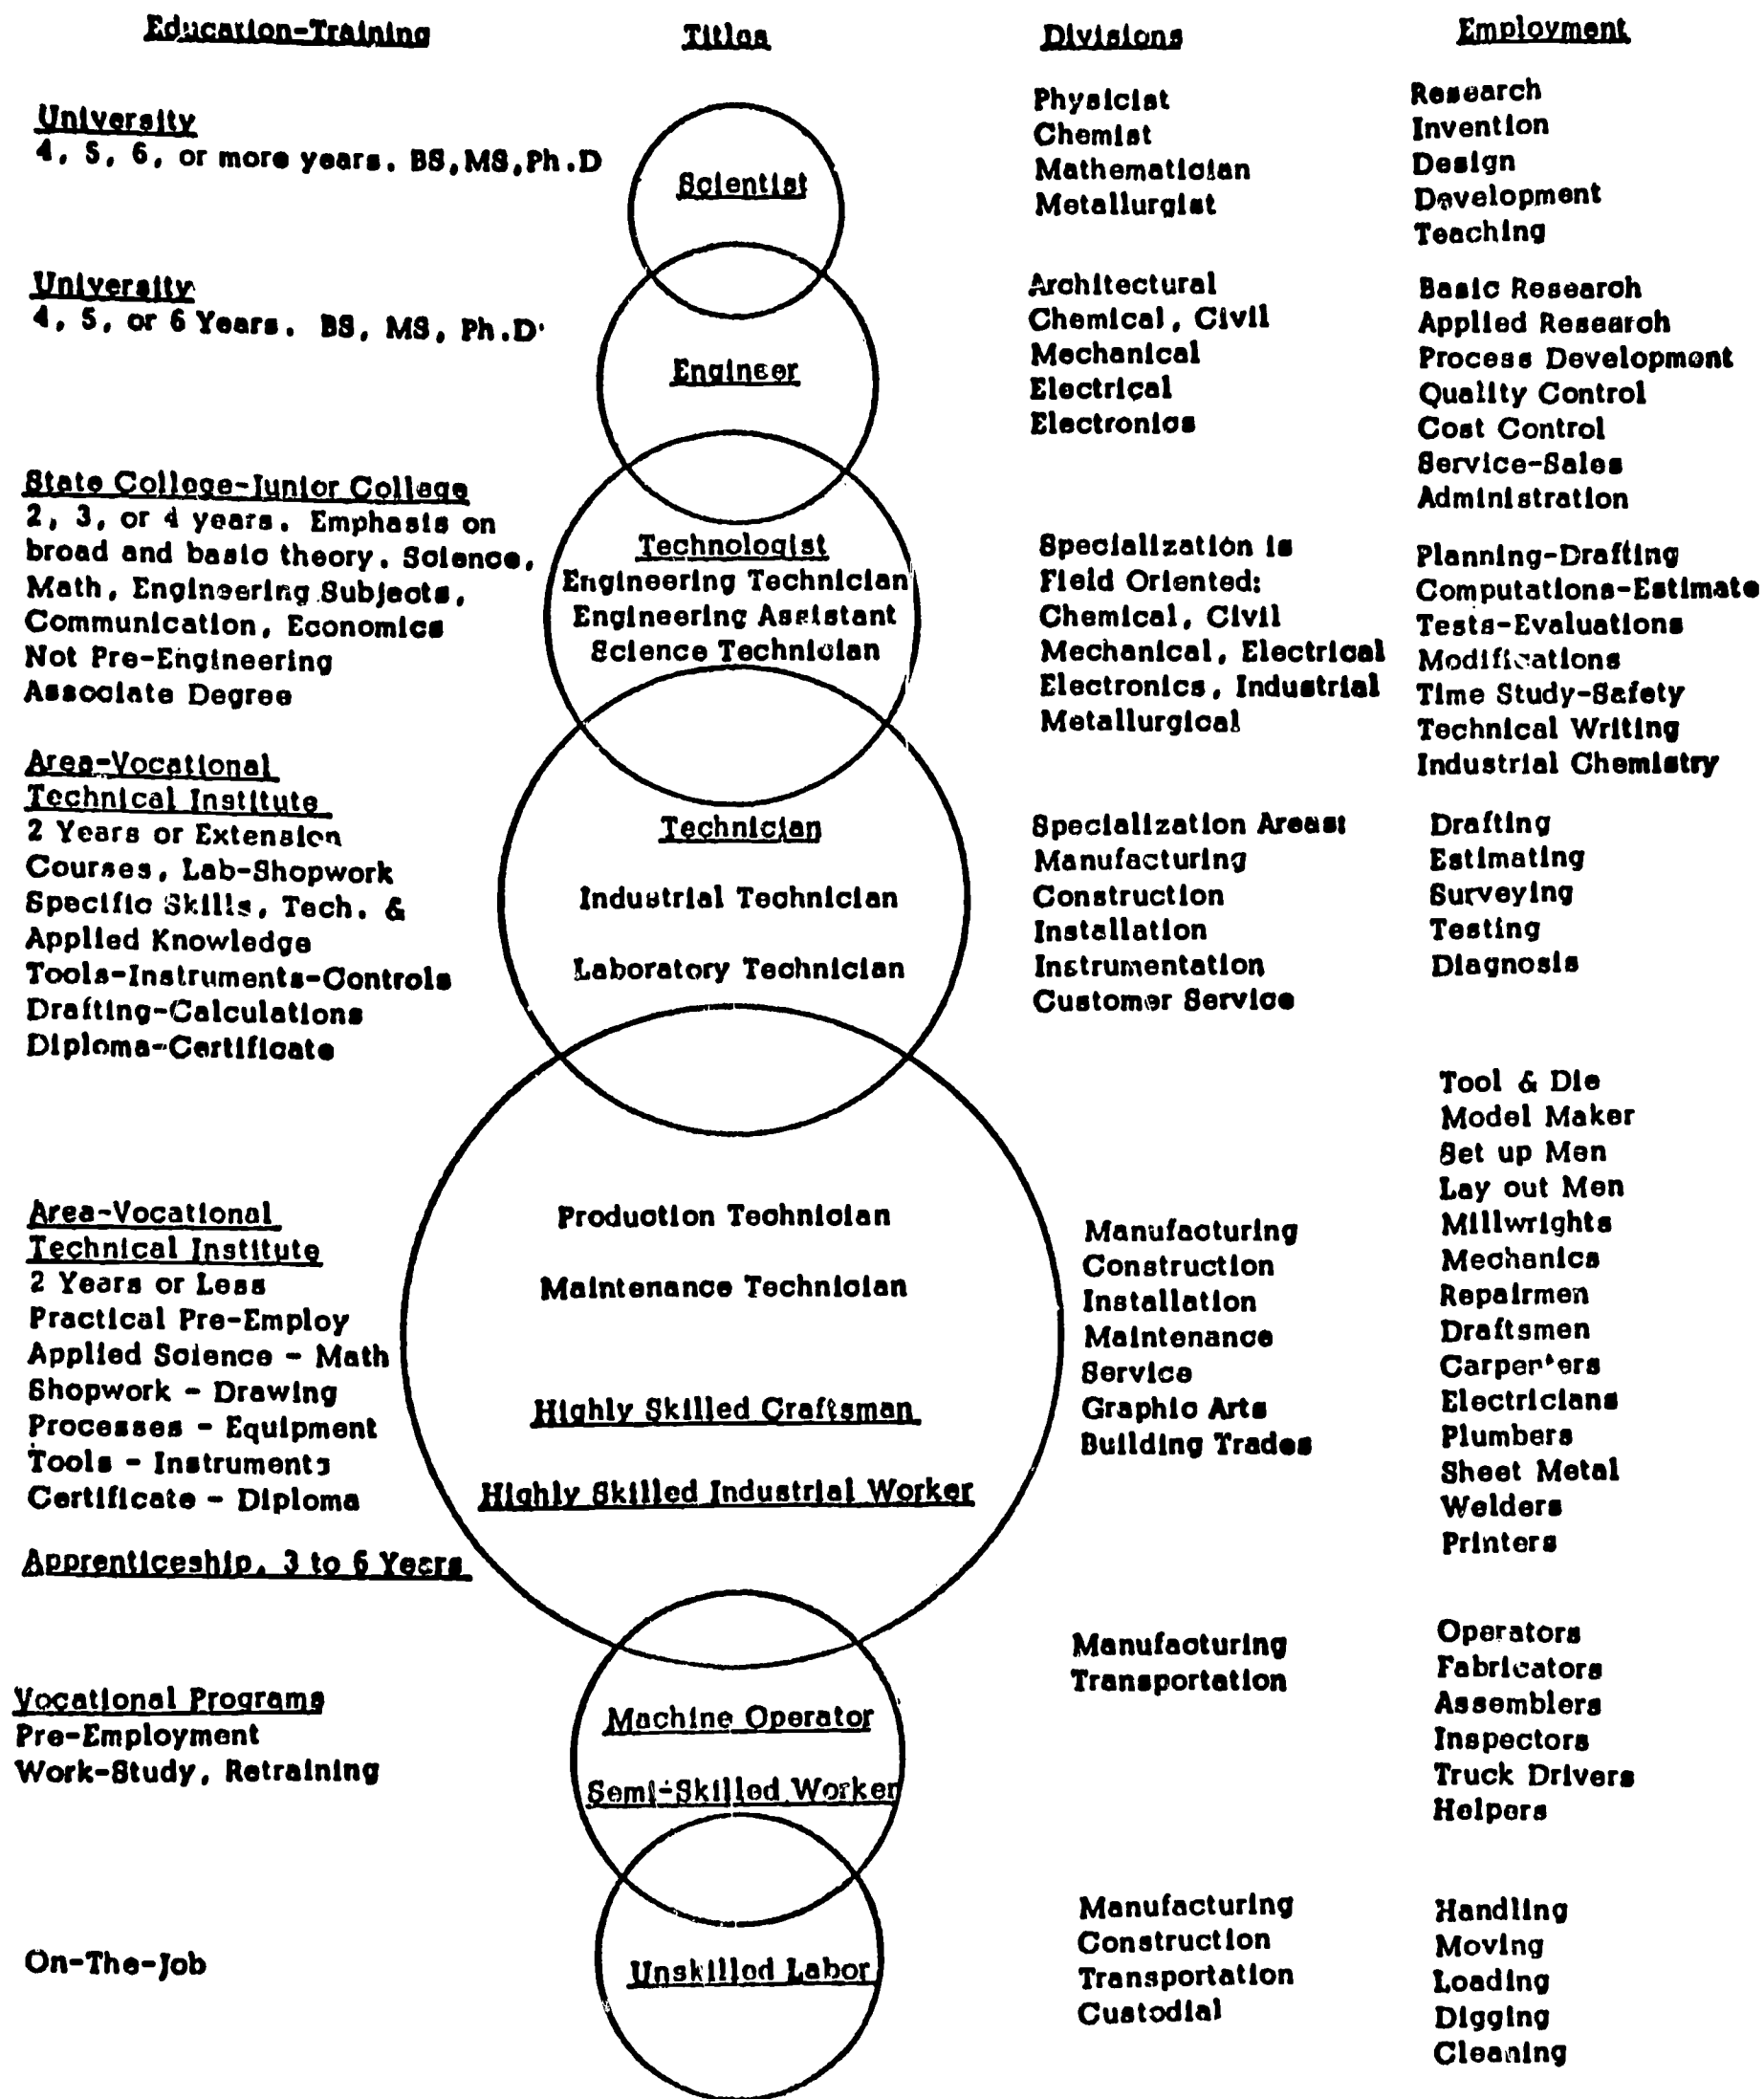 Education-Training
Titles
Divisions
Employment
University
4, 5, 6, or more years. BS,MS,Ph.D
Scientist
Physicist
Chemist
Mathematician
Metallurgist
Research
Invention
Design
Development
Teaching
University
4, 5, or 6 Years. BS, MS, Ph.D
Engineer
Architectural
Chemical, Civil
Mechanical
Electrical
Electronics
Basic Research
Applied Research
Process Development
Quality Control
Cost Control
Service-Sales
Administration
State College-Junior College
2, 3, or 4 years. Emphasis on
broad and basic theory. Science,
Math, Engineering Subjects,
Communication, Economics
Not Pre-Engineering
Associate Degree
Technologist
Engineering Technician
Engineering Assistant
Science Technician
Specialization is
Field Oriented:
Chemical, Civil
Mechanical, Electrical
Electronics, Industrial
Metallurgical
Planning-Drafting
Computations-Estimate
Tests-Evaluations
Modifications
Time Study-Safety
Technical Writing
Industrial Chemistry
Area-Vocational
Technical Institute
2 Years or Extension
Courses, Lab-Shopwork
Specific Skills, Tech. &
Applied Knowledge
Tools-Instruments-Controls
Drafting-Calculations
Diploma-Certificate
Technician
Industrial Technician
Laboratory Technician
Specialization Areas:
Manufacturing
Construction
Installation
Instrumentation
Customer Service
Drafting
Estimating
Surveying
Testing
Diagnosis
Area-Vocational
Technical Institute
2 Years or Less
Practical Pre-Employ
Applied Science - Math
Shopwork - Drawing
Processes - Equipment
Tools - Instruments
Certificate - Diploma
Apprenticeship, 3 to 6 Years
Production Technician
Maintenance Technician
Highly Skilled Craftsman
Highly Skilled Industrial Worker
Manufacturing
Construction
Installation
Maintenance
Service
Graphic Arts
Building Trades
Tool & Die
Model Maker
Set up Men
Lay out Men
Millwrights
Mechanics
Repairmen
Draftsmen
Carpenters
Electricians
Plumbers
Sheet Metal
Welders
Printers
Vocational Programs
Pre-Employment
Work-Study, Retraining
Machine Operator
Semi-Skilled Worker
Manufacturing
Transportation
Operators
Fabricators
Assemblers
Inspectors
Truck Drivers
Helpers
On-The-Job
Unskilled Labor
Manufacturing
Construction
Transportation
Custodial
Handling
Moving
Loading
Digging
Cleaning